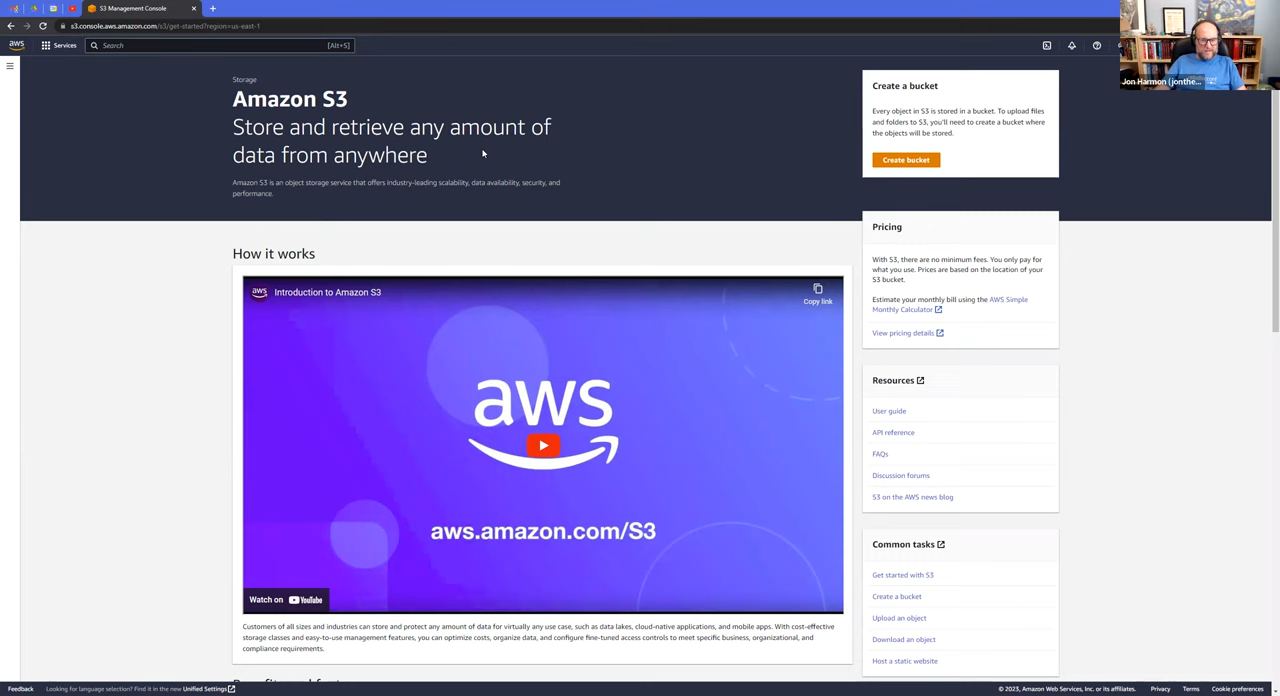 S3 Management Console
s3.console.aws.amazon.com/s3/get-started?region=us-east-1
aws
Services
Search
[Alt+S]
Jon Harmon (jonthe...
Storage
Amazon S3
Store and retrieve any amount of
data from anywhere
Amazon S3 is an object storage service that offers industry-leading scalability, data availability, security, and
performance.
Create a bucket
Every object in S3 is stored in a bucket. To upload files
and folders to S3, you'll need to create a bucket where
the objects will be stored.
Create bucket
Pricing
With S3, there are no minimum fees. You only pay for
what you use. Prices are based on the location of your
S3 bucket.
Estimate your monthly bill using the AWS Simple
Monthly Calculator
View pricing details
How it works
aws
Introduction to Amazon S3
Copy link
aws
aws.amazon.com/S3
Watch on YouTube
Customers of all sizes and industries can store and protect any amount of data for virtually any use case, such as data lakes, cloud-native applications, and mobile apps. With cost-effective
storage classes and easy-to-use management features, you can optimize costs, organize data, and configure fine-tuned access controls to meet specific business, organizational, and
compliance requirements.
Resources
User guide
API reference
FAQs
Discussion forums
S3 on the AWS news blog
Common tasks
Get started with S3
Create a bucket
Upload an object
Download an object
Host a static website
Feedback
Looking for language selection? Find it in the new Unified Settings
© 2023, Amazon Web Services, Inc. or its affiliates.
Privacy
Terms
Cookie preferences